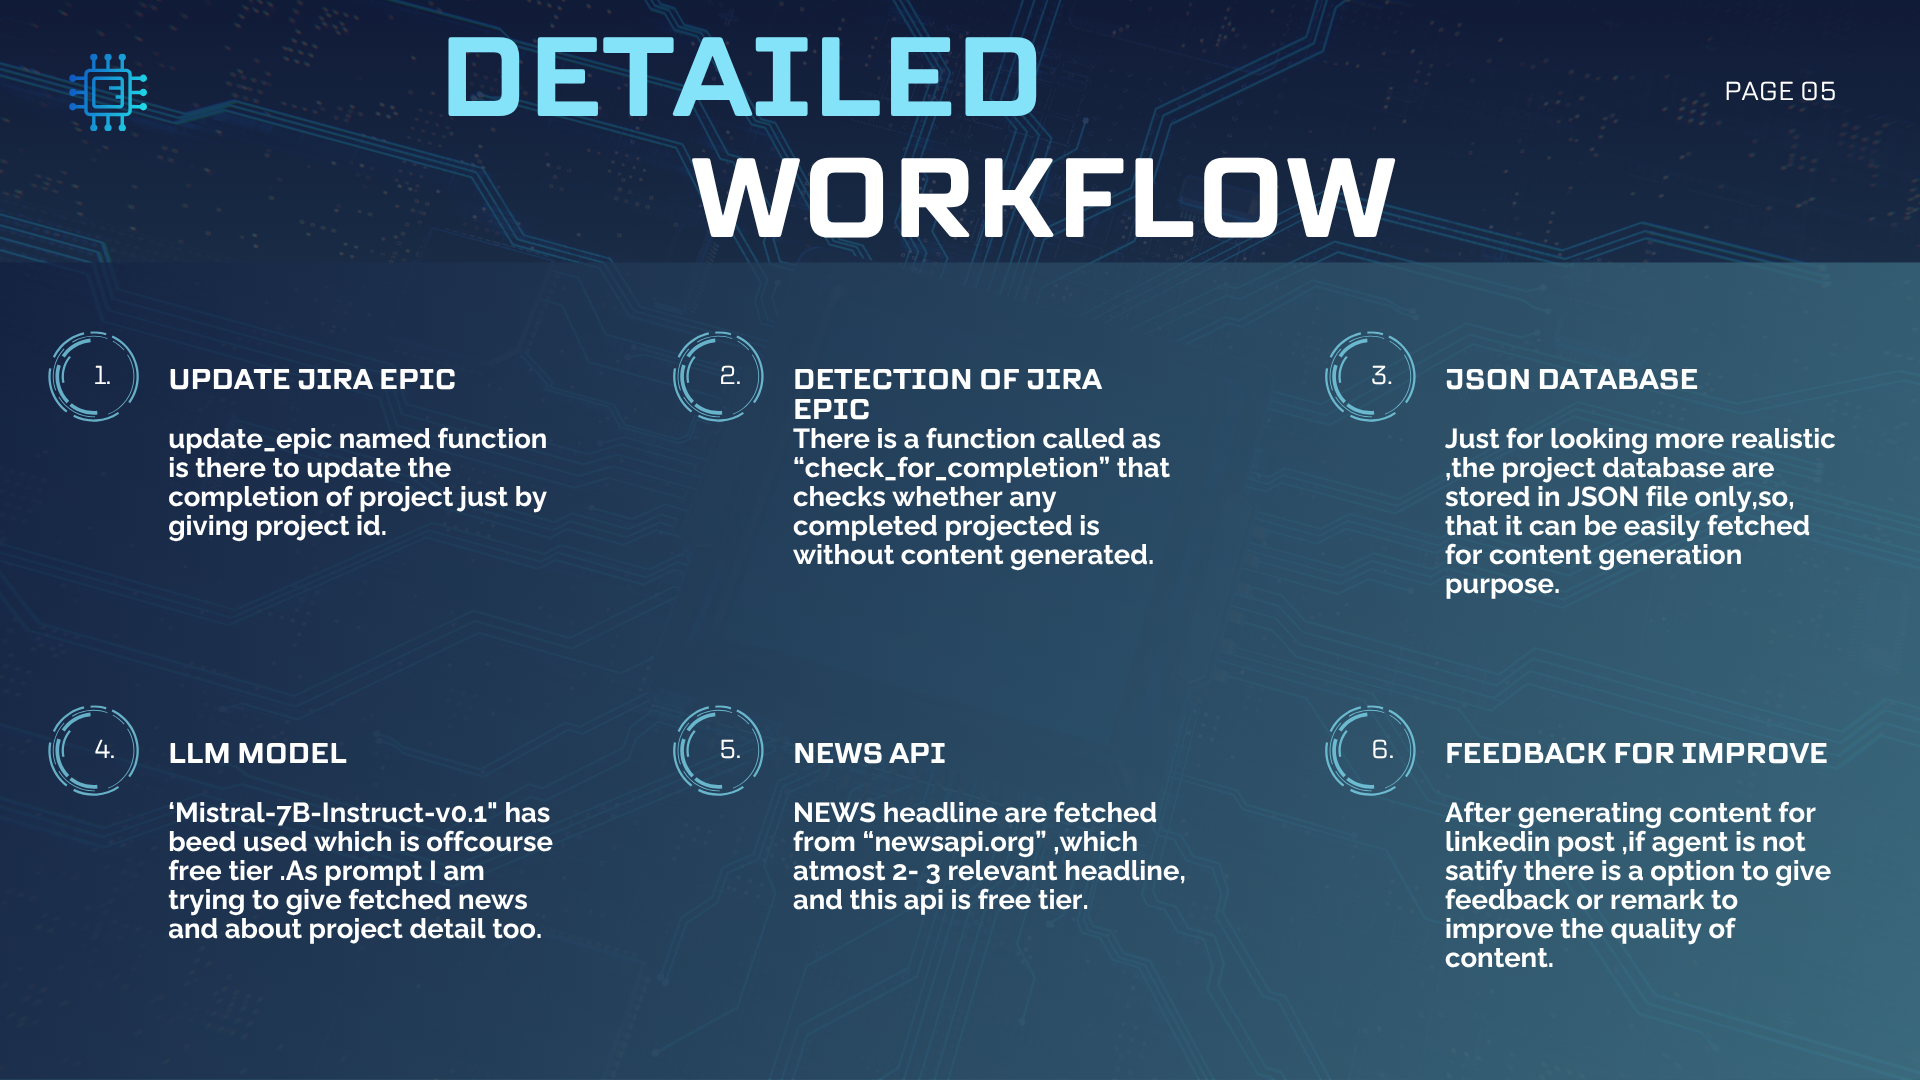 DETAILED
WORKFLOW
PAGE 05
1.
UPDATE JIRA EPIC
update_epic named function
is there to update the
completion of project just by
giving project id.
2.
DETECTION OF JIRA
EPIC
There is a function called as
“check_for_completion” that
checks whether any
completed projected is
without content generated.
3.
JSON DATABASE
Just for looking more realistic
,the project database are
stored in JSON file only,so,
that it can be easily fetched
for content generation
purpose.
4.
LLM MODEL
‘Mistral-7B-Instruct-v0.1" has
beed used which is offcourse
free tier .As prompt I am
trying to give fetched news
and about project detail too.
5.
NEWS API
NEWS headline are fetched
from “newsapi.org” ,which
atmost 2- 3 relevant headline,
and this api is free tier.
6.
FEEDBACK FOR IMPROVE
After generating content for
linkedin post ,if agent is not
satify there is a option to give
feedback or remark to
improve the quality of
content.